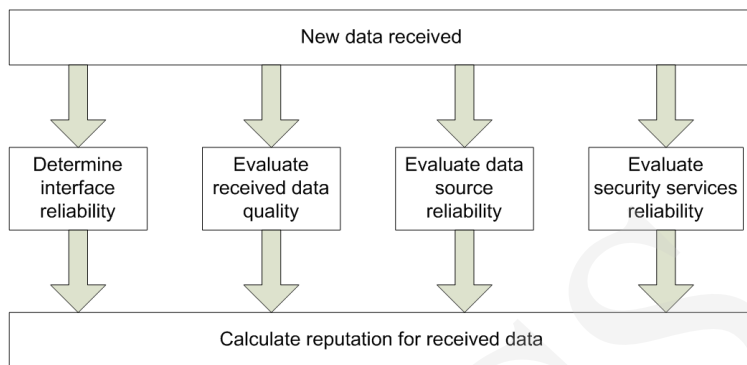 New data received
Determine
interface
reliability
Evaluate
received data
quality
Evaluate data
source
reliability
Evaluate
security services
reliability
Calculate reputation for received data